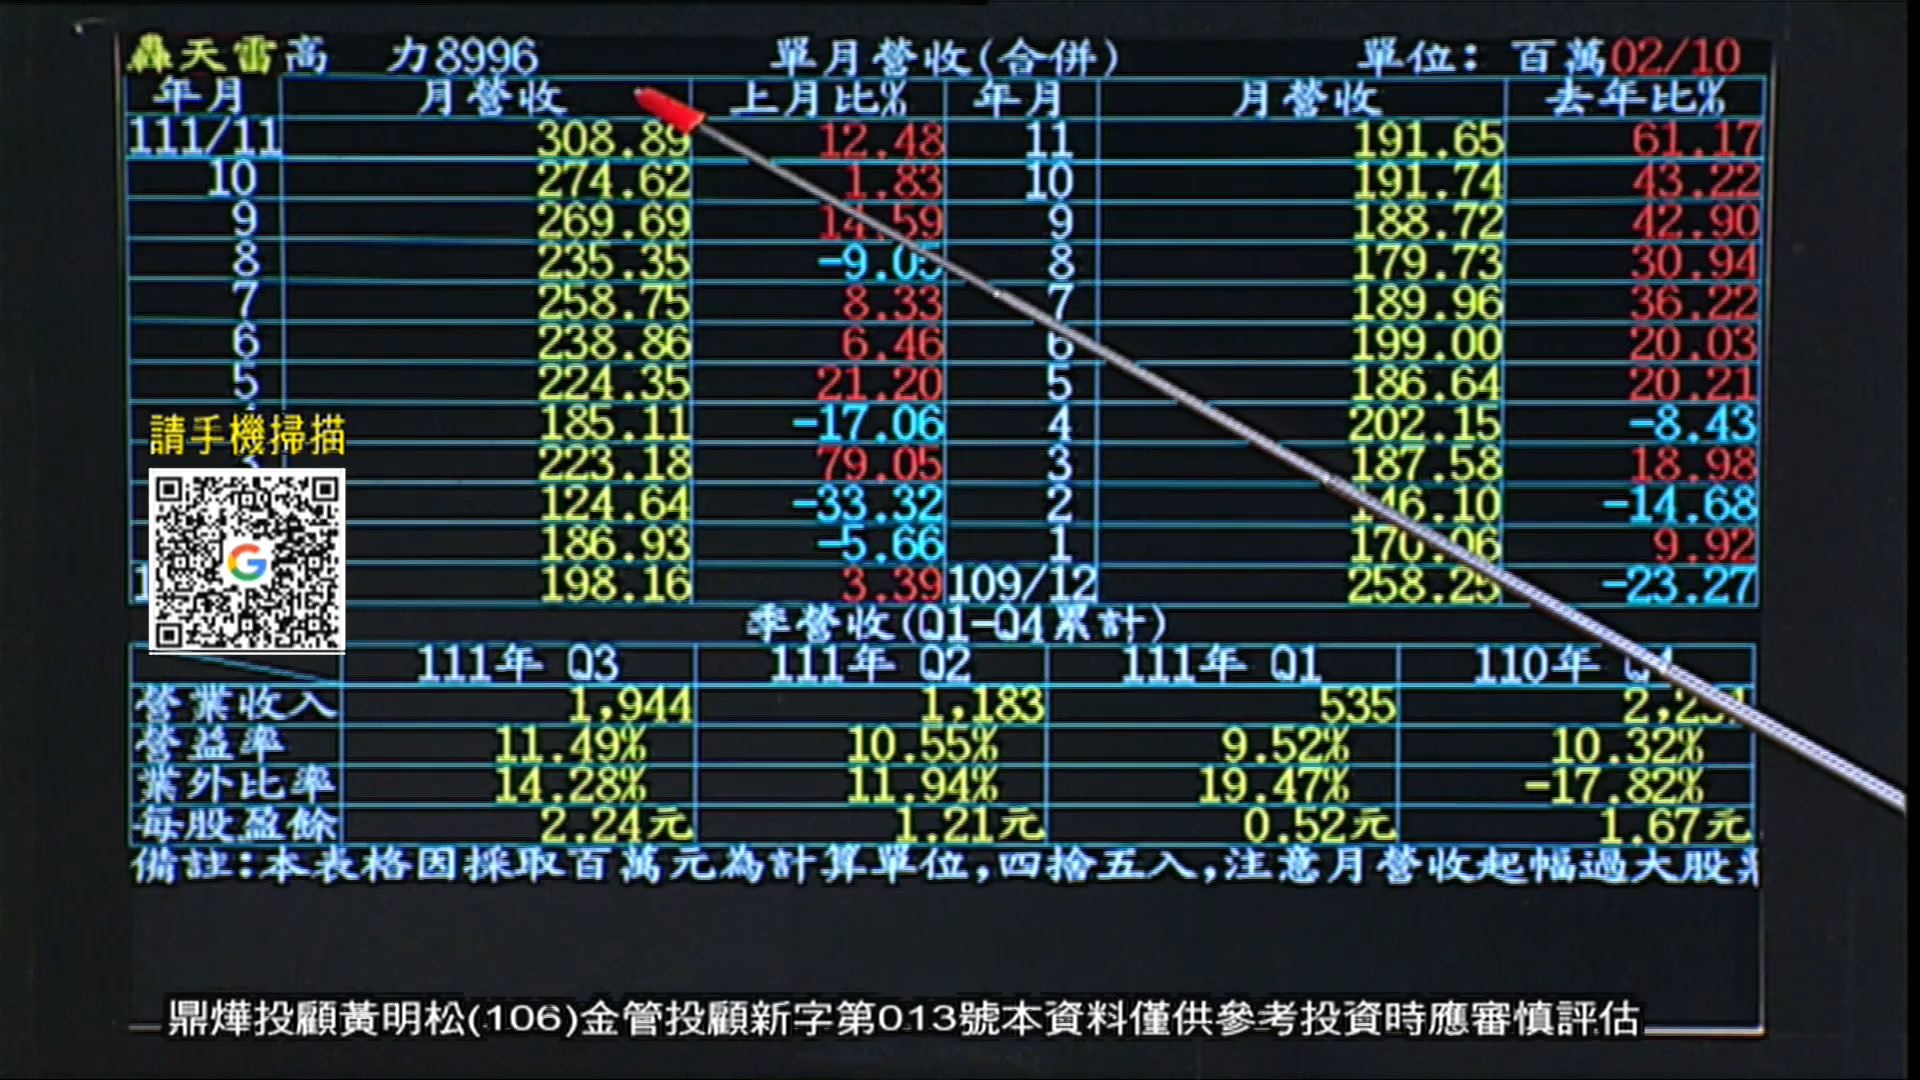 轟天雷高 力8996 單月營收(合併) 單位：百萬02/10
年月 月營收 上月比% 年月 月營收 去年比%
111/11 308.89 12.48 11 191.65 61.17
10 274.62 1.83 10 191.74 43.22
9 269.69 14.59 9 188.72 42.90
8 235.35 -9.05 8 179.73 30.94
7 258.75 8.33 7 189.96 36.22
6 238.86 6.46 6 199.00 20.03
5 224.35 21.20 5 186.64 20.21
185.11 -17.06 4 202.15 -8.43
223.18 79.05 3 187.58 18.98
124.64 -33.32 2 146.10 -14.68
186.93 -5.66 1 170.06 9.92
198.16 3.39 109/12 258.25 -23.27
請手機掃描
季營收(Q1-Q4累計)
111年 Q3 111年 Q2 111年 Q1 110年 Q4
營業收入 1,944 1,183 535
營益率 11.49% 10.55% 9.52% 10.32%
業外比率 14.28% 11.94% 19.47% -17.82%
每股盈餘 2.24元 1.21元 0.52元 1.67元
備註:本表格因採取百萬元為計算單位,四捨五入,注意月營收起幅過大股
鼎燁投顧黃明松(106)金管投顧新字第013號本資料僅供參考投資時應審慎評估